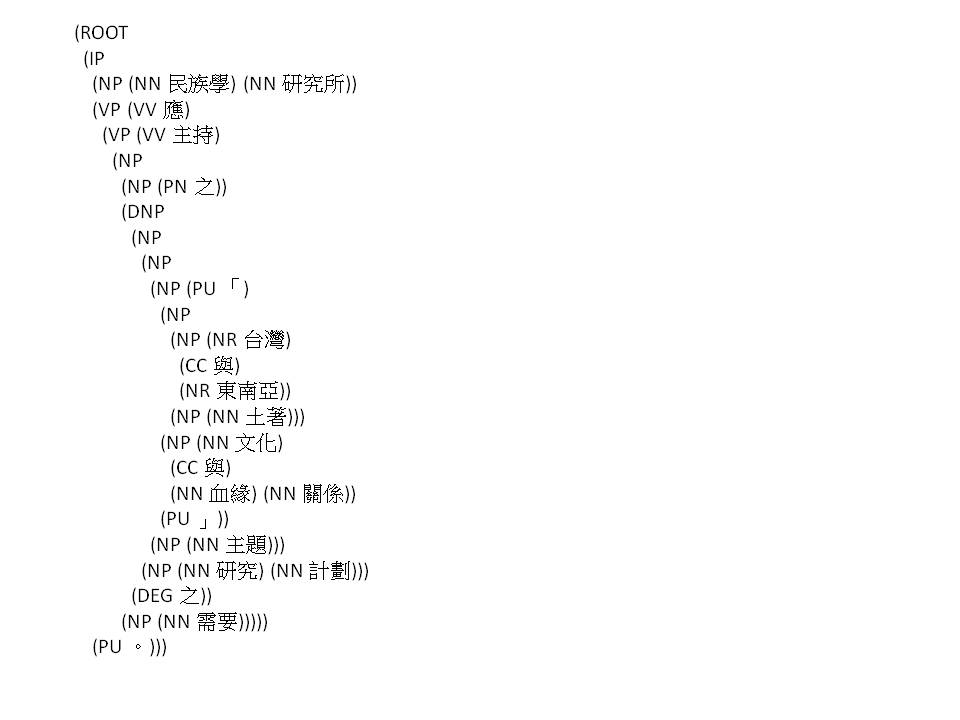 (ROOT
(IP
(NP (NN 民族學) (NN 研究所))
(VP (VV 應)
(VP (VV 主持)
(NP
(NP (PN 之))
(DNP
(NP
(NP
(NP (PU 「)
(NP
(NP (NR 台灣)
(CC 與)
(NR 東南亞))
(NP (NN 土著)))
(NP (NN 文化)
(CC 與)
(NN 血緣) (NN 關係))
(PU 」))
(NP (NN 主題)))
(NP (NN 研究) (NN 計劃)))
(DEG 之))
(NP (NN 需要)))))
(PU 。)))